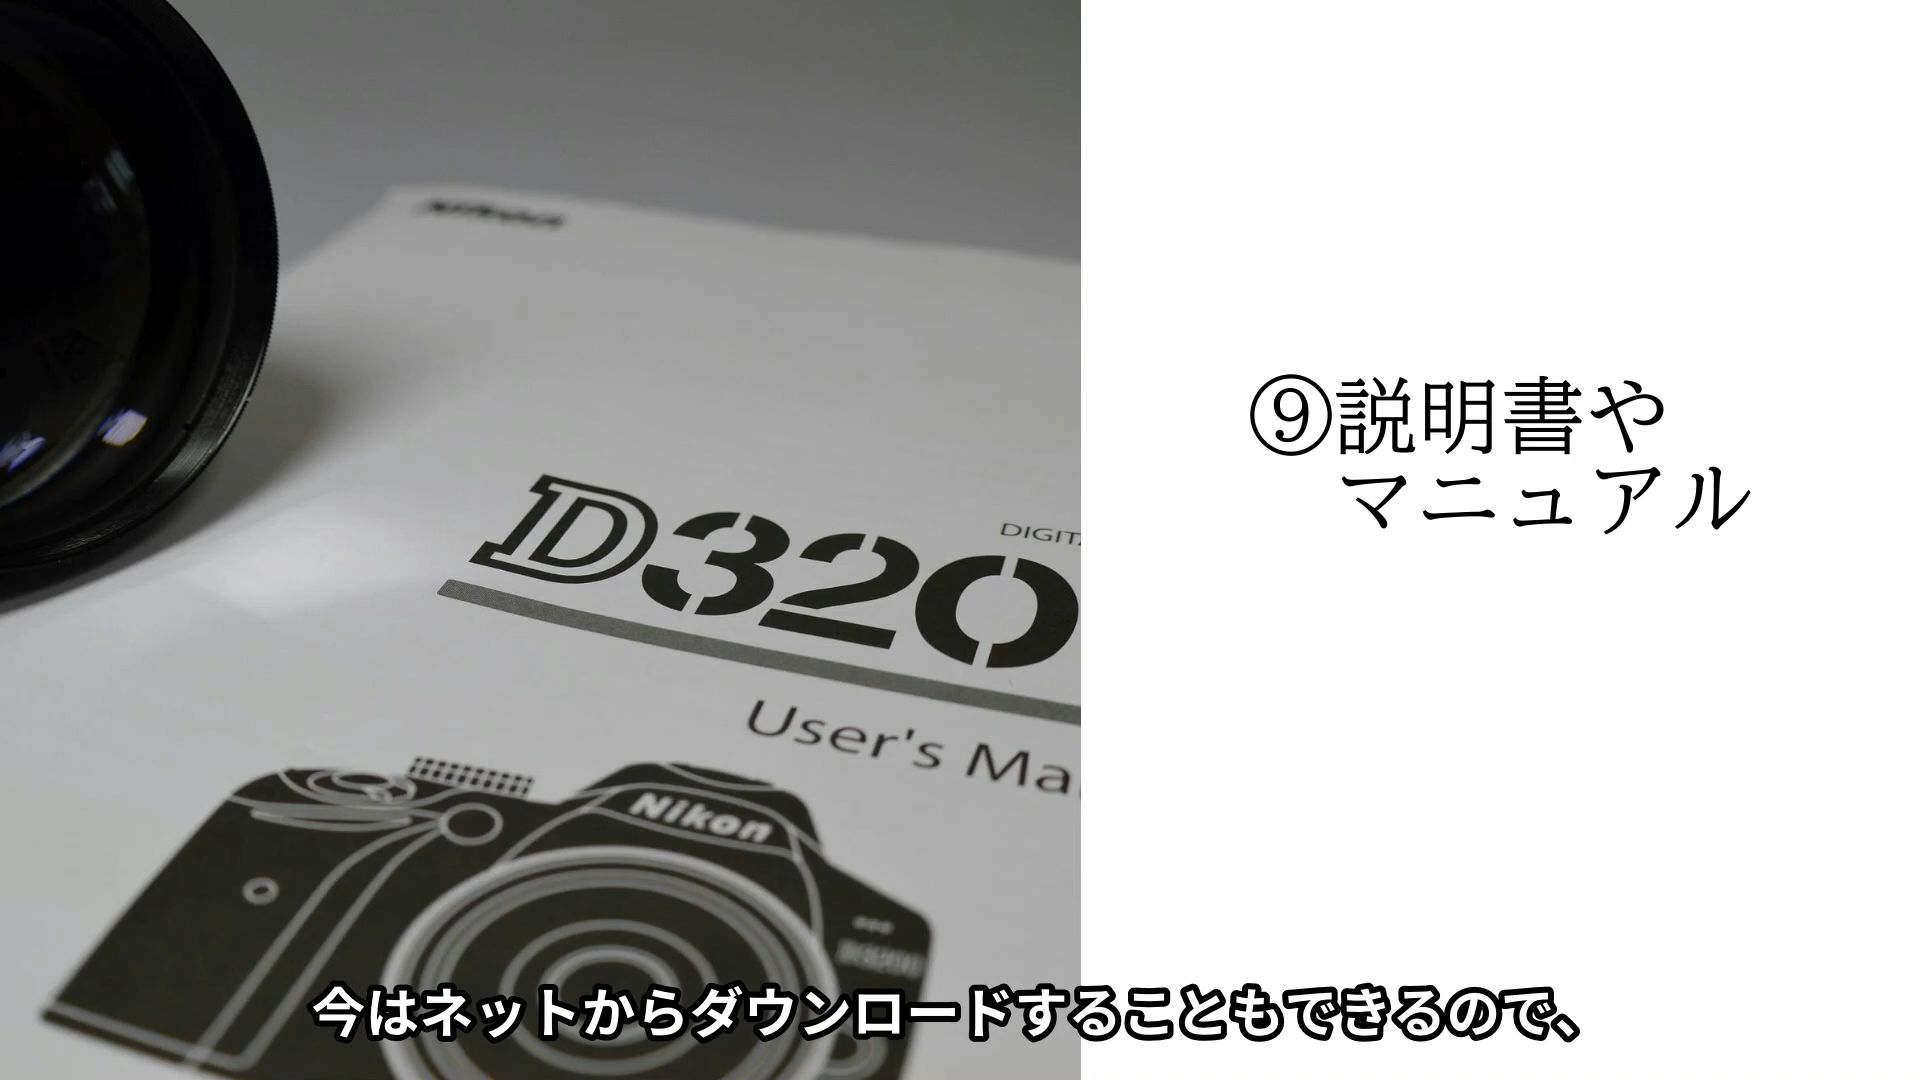 D320
DIGITA
User's Ma
Nikon
⑨説明書や
マニュアル
今はネットからダウンロードすることもできるので、